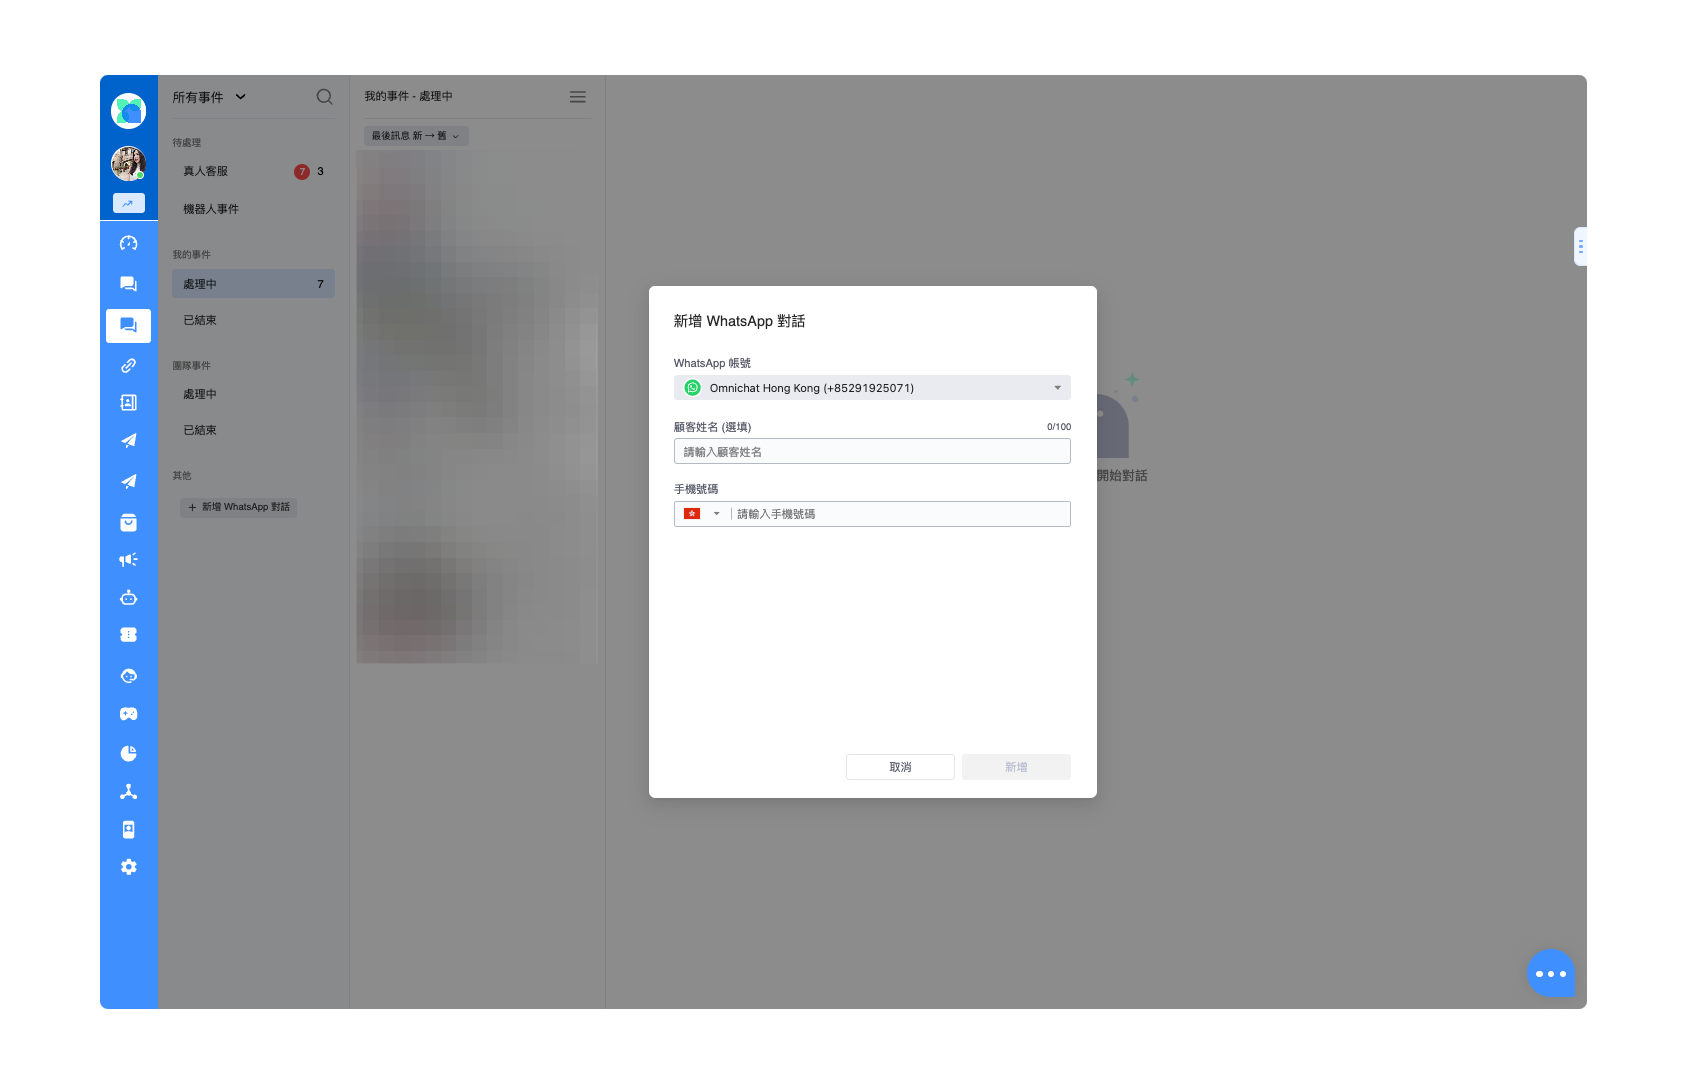 所有事件
待處理
真人客服 7 3
機器人事件
我的事件
處理中 7
已結束
團隊事件
處理中
已結束
其他
+ 新增 WhatsApp 對話
我的事件 - 處理中
最後訊息 新 → 舊
新增 WhatsApp 對話
WhatsApp 帳號
Omnichat Hong Kong (+85291925071)
顧客姓名 (選填) 0/100
請輸入顧客姓名
手機號碼
請輸入手機號碼
取消 新增
開始對話